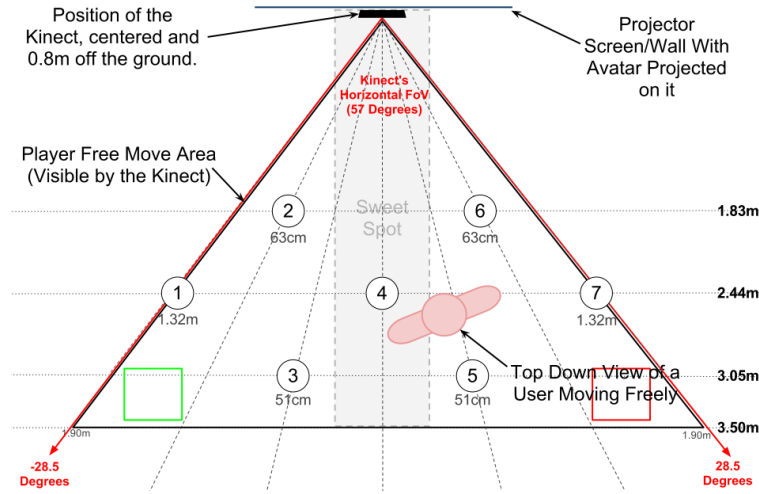 Position of the
Kinect, centered and
0.8m off the ground.
Projector
Screen/Wall With
Avatar Projected
on it
Kinect's
Horizontal FoV
(57 Degrees)
Player Free Move Area
(Visible by the Kinect)
Sweet
Spot
2
63cm
6
63cm
1.83m
1
1.32m
4
7
1.32m
2.44m
3
51cm
5
51cm
3.05m
Top Down View of a
User Moving Freely
3.50m
1.90m
1.90m
-28.5
Degrees
28.5
Degrees